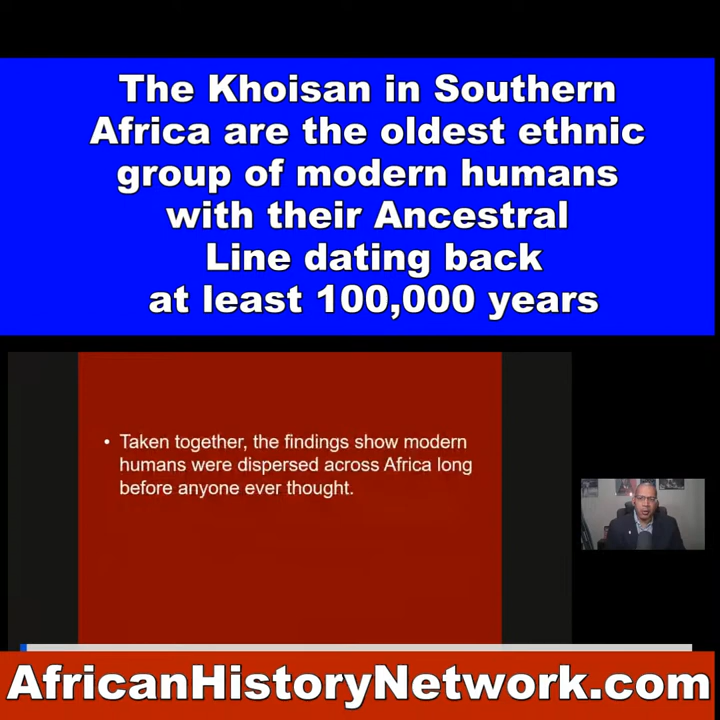 The Khoisan in Southern
Africa are the oldest ethnic
group of modern humans
with their Ancestral
Line dating back
at least 100,000 years
• Taken together, the findings show modern
humans were dispersed across Africa long
before anyone ever thought.
AfricanHistoryNetwork.com